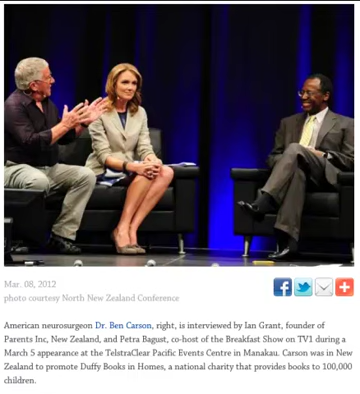 Mar. 08, 2012
photo courtesy North New Zealand Conference
American neurosurgeon Dr. Ben Carson, right, is interviewed by Ian Grant, founder of
Parents Inc, New Zealand, and Petra Bagust, co-host of the Breakfast Show on TV1 during a
March 5 appearance at the TelstraClear Pacific Events Centre in Manakau. Carson was in New
Zealand to promote Duffy Books in Homes, a national charity that provides books to 100,000
children.